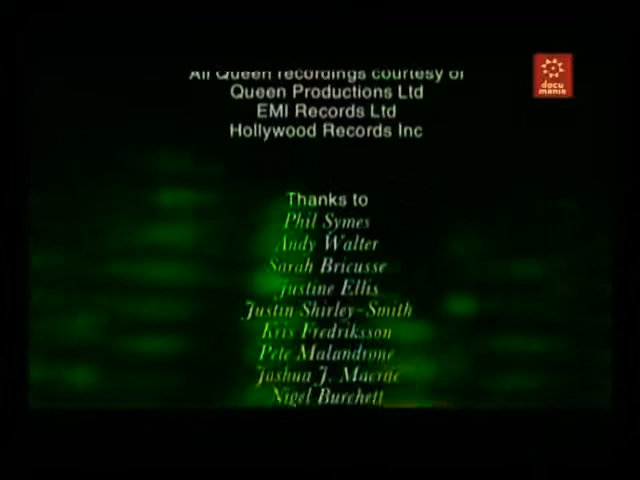 All Queen recordings courtesy of
Queen Productions Ltd
EMI Records Ltd
Hollywood Records Inc
docu
mania
Thanks to
Phil Symes
Andy Walter
Sarah Bricusse
Justine Ellis
Justin Shirley-Smith
Kris Fredriksson
Pete Malandrone
Joshua J. Macrae
Nigel Burchett